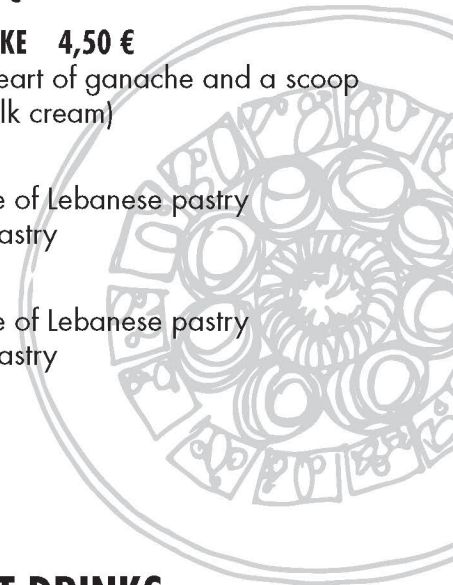 €
KE 4,50 €
eart of ganache and a scoop
lk cream)
e of Lebanese pastry
astry
e of Lebanese pastry
astry
T DRINKS